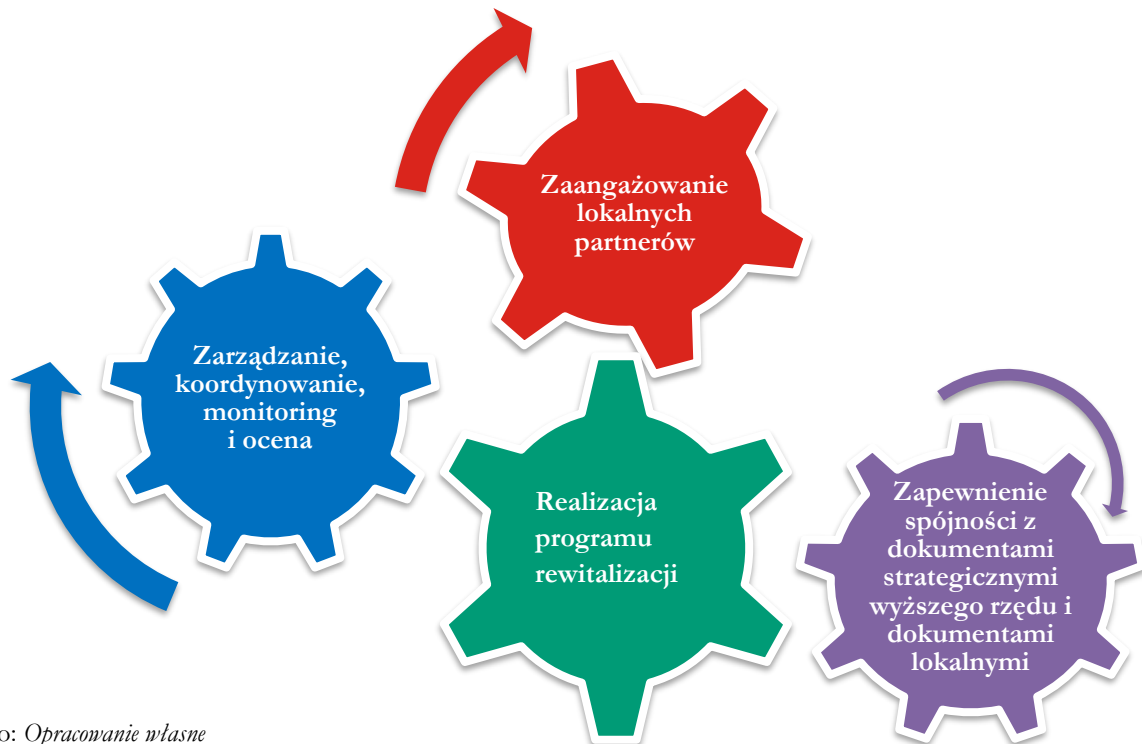 Zaangażowanie
lokalnych
partnerów
Zarządzanie,
koordynowanie,
monitoring
i ocena
Realizacja
programu
rewitalizacji
Zapewnienie
spójności z
dokumentami
strategicznymi
wyższego rzędu i
dokumentami
lokalnymi
Opracowanie własne